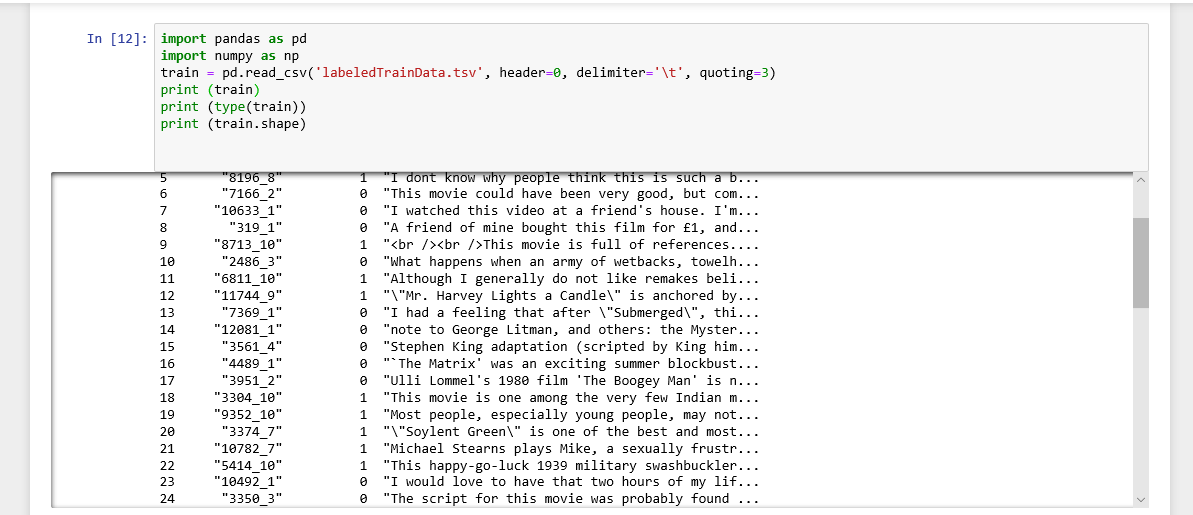 In [12]: import pandas as pd
import numpy as np
train = pd.read_csv('labeledTrainData.tsv', header=0, delimiter='\t', quoting=3)
print (train)
print (type(train))
print (train.shape)
5 "8196_8" 1 "I dont know why people think this is such a b...
6 "7166_2" 0 "This movie could have been very good, but com...
7 "10633_1" 0 "I watched this video at a friend's house. I'm...
8 "319_1" 0 "A friend of mine bought this film for £1, and...
9 "8713_10" 1 "<br /><br />This movie is full of references....
10 "2486_3" 0 "What happens when an army of wetbacks, towelh...
11 "6811_10" 1 "Although I generally do not like remakes beli...
12 "11744_9" 1 "\"Mr. Harvey Lights a Candle\" is anchored by...
13 "7369_1" 0 "I had a feeling that after \"Submerged\", thi...
14 "12081_1" 0 "note to George Litman, and others: the Myster...
15 "3561_4" 0 "Stephen King adaptation (scripted by King him...
16 "4489_1" 0 "`The Matrix' was an exciting summer blockbust...
17 "3951_2" 0 "Ulli Lommel's 1980 film 'The Boogey Man' is n...
18 "3304_10" 1 "This movie is one among the very few Indian m...
19 "9352_10" 1 "Most people, especially young people, may not...
20 "3374_7" 1 "\"Soylent Green\" is one of the best and most...
21 "10782_7" 1 "Michael Stearns plays Mike, a sexually frustr...
22 "5414_10" 1 "This happy-go-luck 1939 military swashbuckler...
23 "10492_1" 0 "I would love to have that two hours of my lif...
24 "3350_3" 0 "The script for this movie was probably found ...